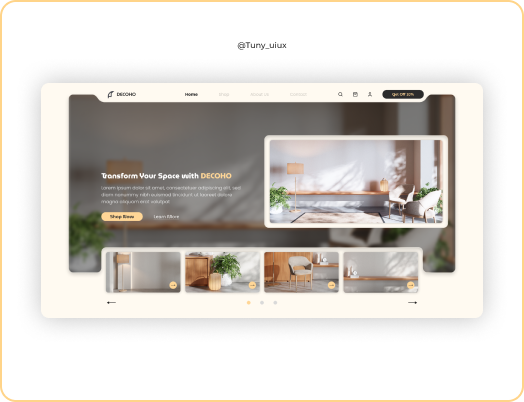 @Tuny_uiux
DECOHO
Home
Shop
About Us
Contact
Get Off 25%
Transform Your Space with DECOHO
Lorem ipsum dolor sit amet, consectetuer adipiscing elit, sed
diam nonummy nibh euismod tincidunt ut laoreet dolore
magna aliquam erat volutpat
Shop Now
Learn More